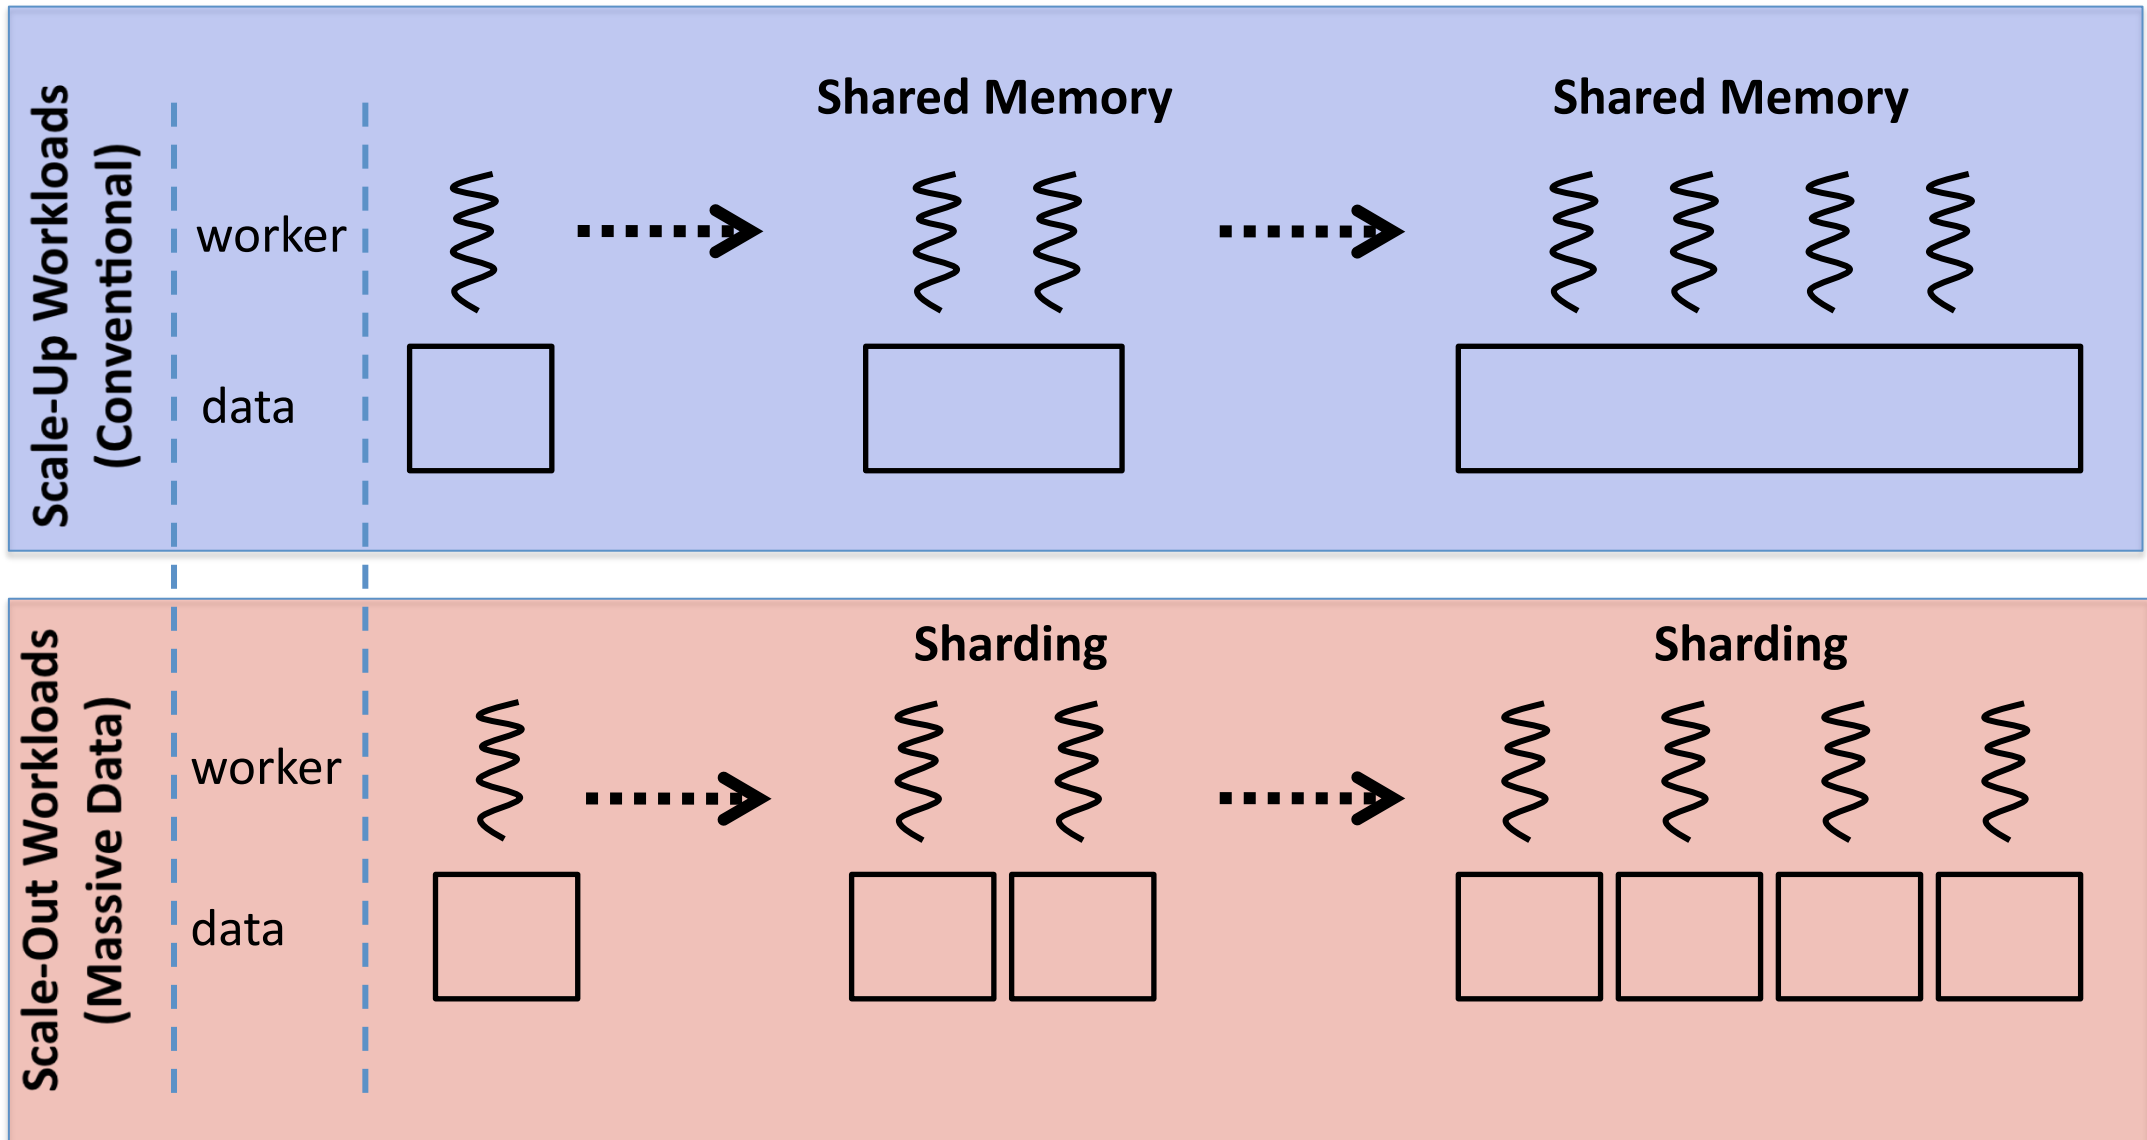 Scale-Up Workloads
(Conventional)
Shared Memory
Shared Memory
worker
data
Scale-Out Workloads
(Massive Data)
Sharding
Sharding
worker
data